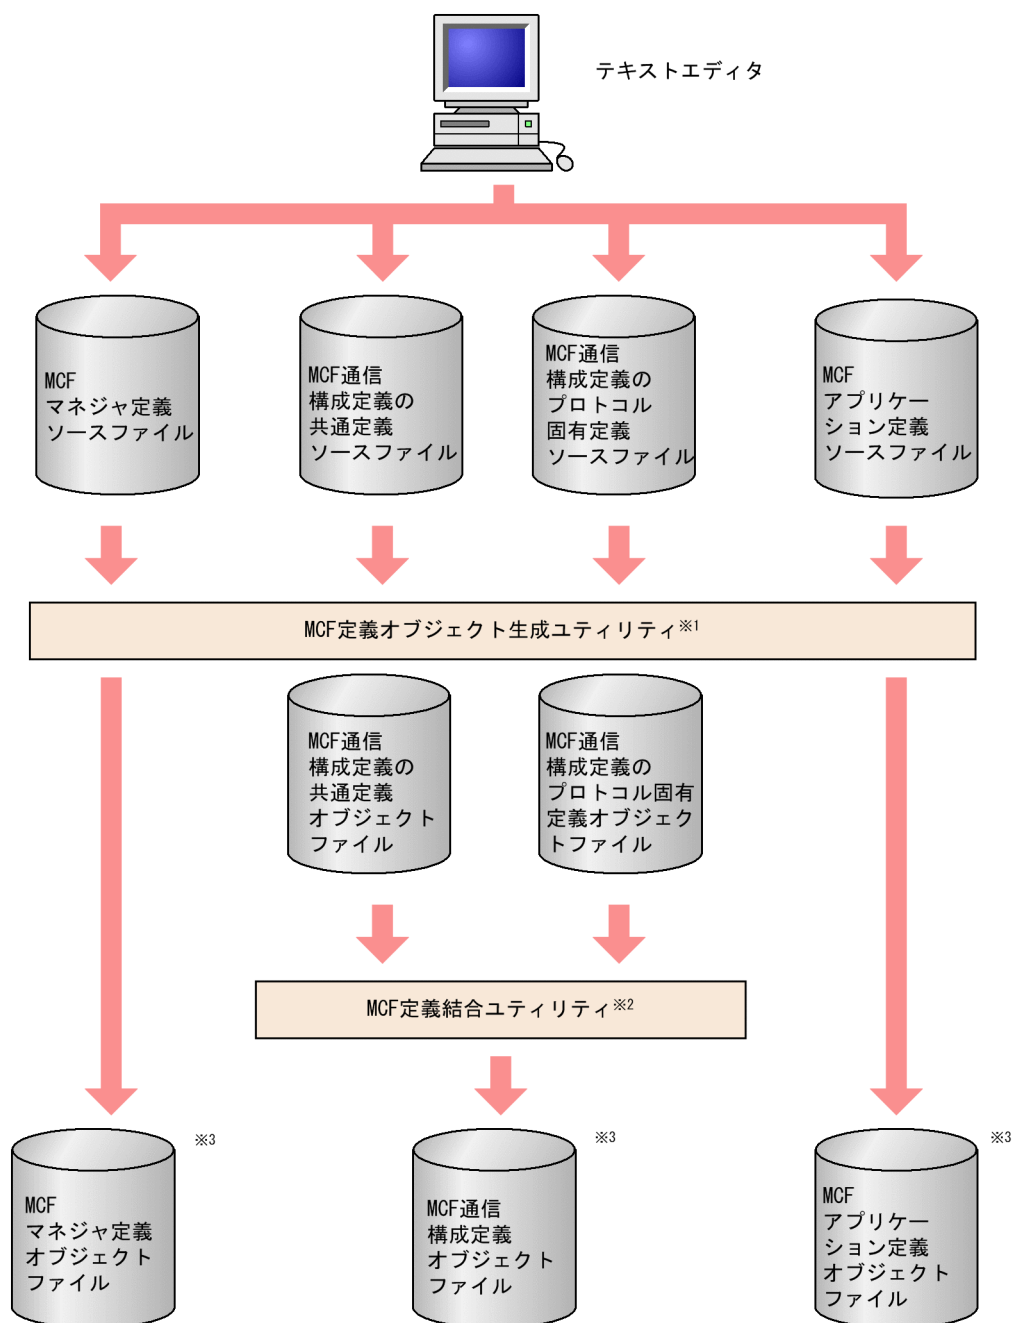 テキストエディタ
MCF
マネジャ定義
ソースファイル
MCF通信
構成定義の
共通定義
ソースファイル
MCF通信
構成定義の
プロトコル
固有定義
ソースファイル
MCF
アプリケー
ション定義
ソースファイル
MCF定義オブジェクト生成ユティリティ※1
MCF通信
構成定義の
共通定義
オブジェクト
ファイル
MCF通信
構成定義の
プロトコル固有
定義オブジェク
トファイル
MCF定義結合ユティリティ※2
※3
MCF
マネジャ定義
オブジェクト
ファイル
※3
MCF通信
構成定義
オブジェクト
ファイル
※3
MCF
アプリケー
ション定義
オブジェクト
ファイル